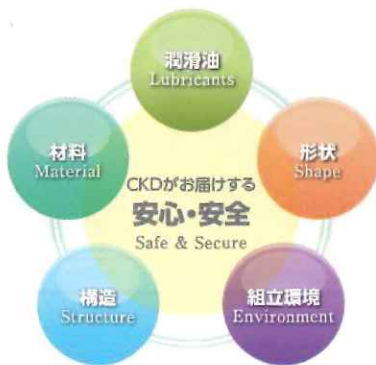 潤滑油
Lubricants
材料
Material
形状
Shape
CKDがお届けする
安心・安全
Safe & Secure
構造
Structure
組立環境
Environment